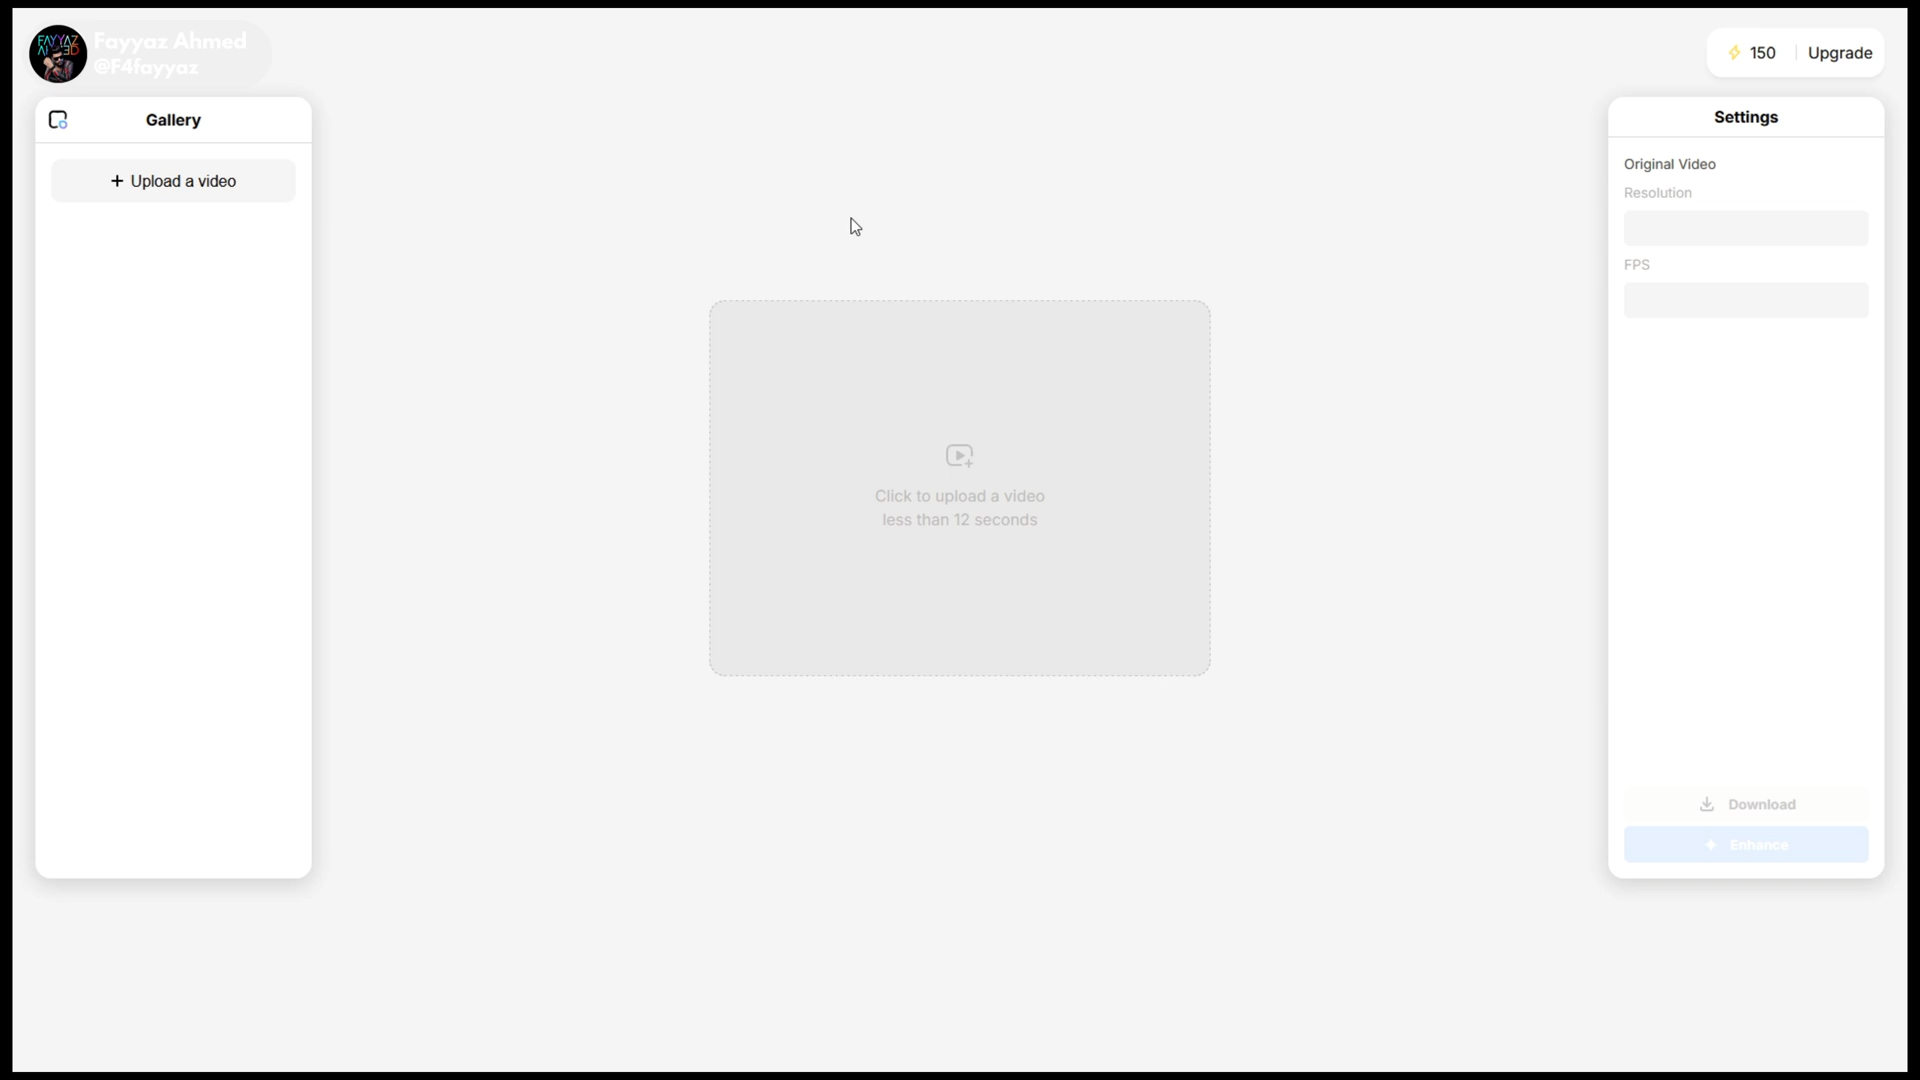 Fayyaz Ahmed
@F4fayyaz
150
Upgrade
Gallery
+ Upload a video
Click to upload a video
less than 12 seconds
Settings
Original Video
Resolution
FPS
Download
Enhance